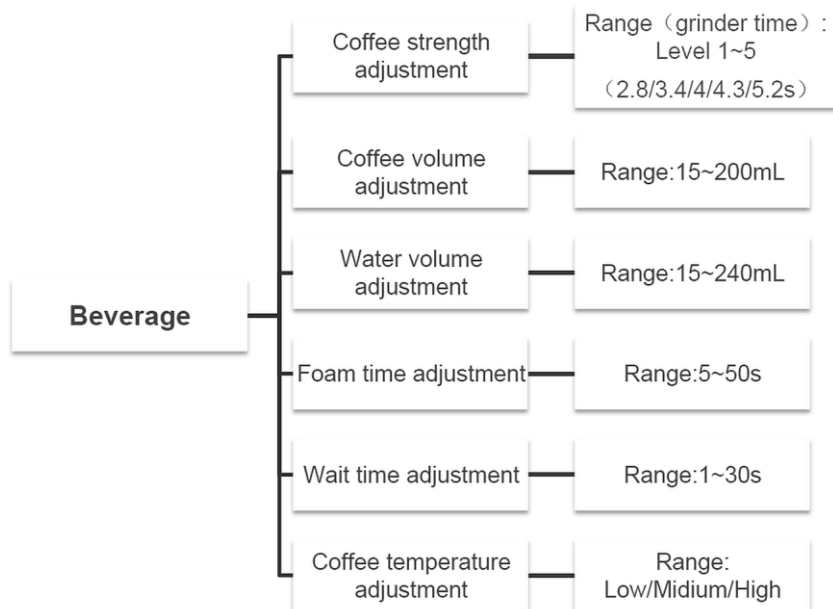 Coffee strength
adjustment
Range（grinder time）:
Level 1~5
（2.8/3.4/4/4.3/5.2s）
Coffee volume
adjustment
Range:15~200mL
Water volume
adjustment
Range:15~240mL
Beverage
Foam time adjustment
Range:5~50s
Wait time adjustment
Range:1~30s
Coffee temperature
adjustment
Range:
Low/Midium/High